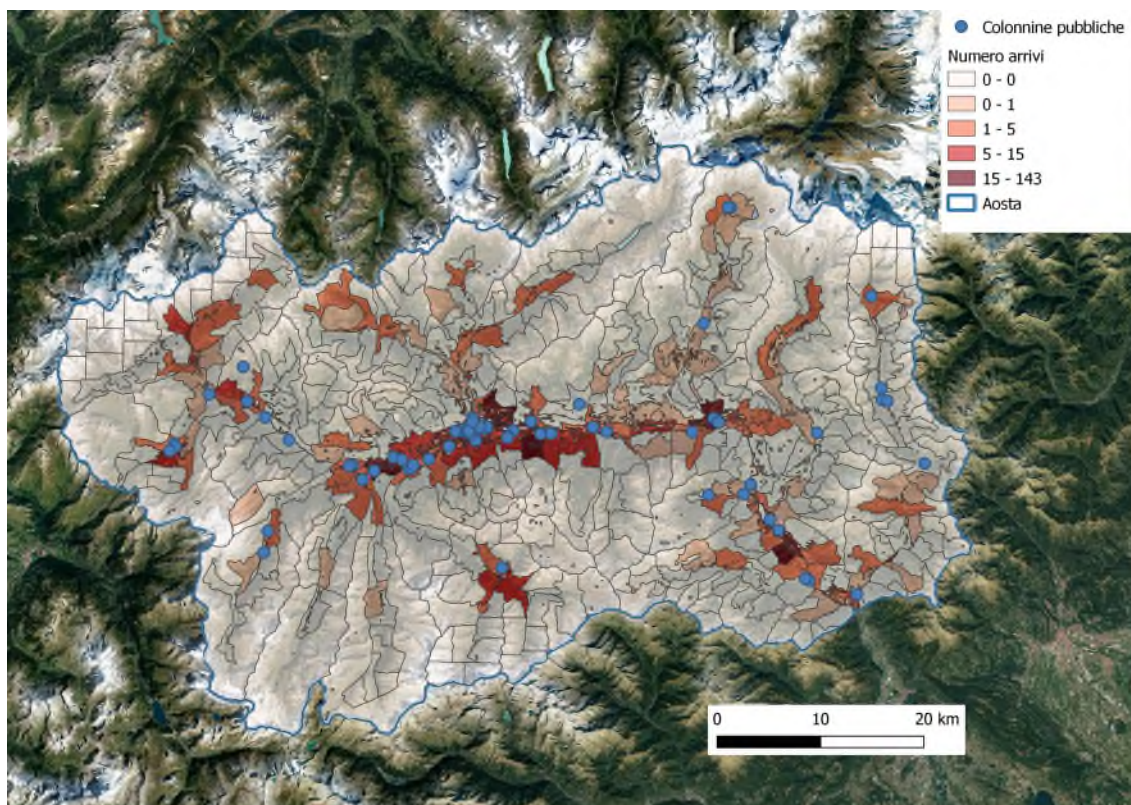 Colonnine pubbliche
Numero arrivi
0 - 0
0 - 1
1 - 5
5 - 15
15 - 143
Aosta
0 10 20 km